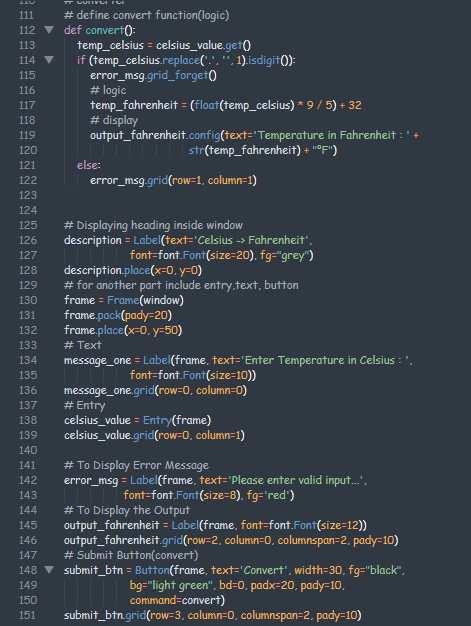 110 # converter
111 # define convert function(logic)
112 def convert():
113 temp_celsius = celsius_value.get()
114 if (temp_celsius.replace('.', '', 1).isdigit()):
115 error_msg.grid_forget()
116 # logic
117 temp_fahrenheit = (float(temp_celsius) * 9 / 5) + 32
118 # display
119 output_fahrenheit.config(text='Temperature in Fahrenheit : ' +
120 str(temp_fahrenheit) + "°F")
121 else:
122 error_msg.grid(row=1, column=1)
123
124
125 # Displaying heading inside window
126 description = Label(text='Celsius -> Fahrenheit',
127 font=font.Font(size=20), fg="grey")
128 description.place(x=0, y=0)
129 # for another part include entry,text, button
130 frame = Frame(window)
131 frame.pack(pady=20)
132 frame.place(x=0, y=50)
133 # Text
134 message_one = Label(frame, text='Enter Temperature in Celsius : ',
135 font=font.Font(size=10))
136 message_one.grid(row=0, column=0)
137 # Entry
138 celsius_value = Entry(frame)
139 celsius_value.grid(row=0, column=1)
140
141 # To Display Error Message
142 error_msg = Label(frame, text='Please enter valid input...',
143 font=font.Font(size=8), fg='red')
144 # To Display the Output
145 output_fahrenheit = Label(frame, font=font.Font(size=12))
146 output_fahrenheit.grid(row=2, column=0, columnspan=2, pady=10)
147 # Submit Button(convert)
148 submit_btn = Button(frame, text='Convert', width=30, fg="black",
149 bg="light green", bd=0, padx=20, pady=10,
150 command=convert)
151 submit_btn.grid(row=3, column=0, columnspan=2, pady=10)